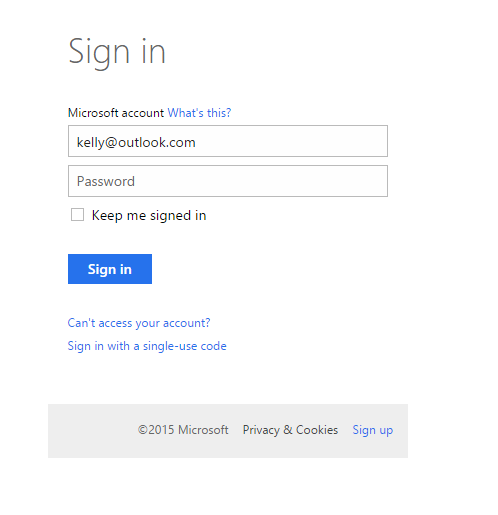 Sign in
Microsoft account What's this?
kelly@outlook.com
Password
Keep me signed in
Sign in
Can't access your account?
Sign in with a single-use code
©2015 Microsoft Privacy & Cookies Sign up